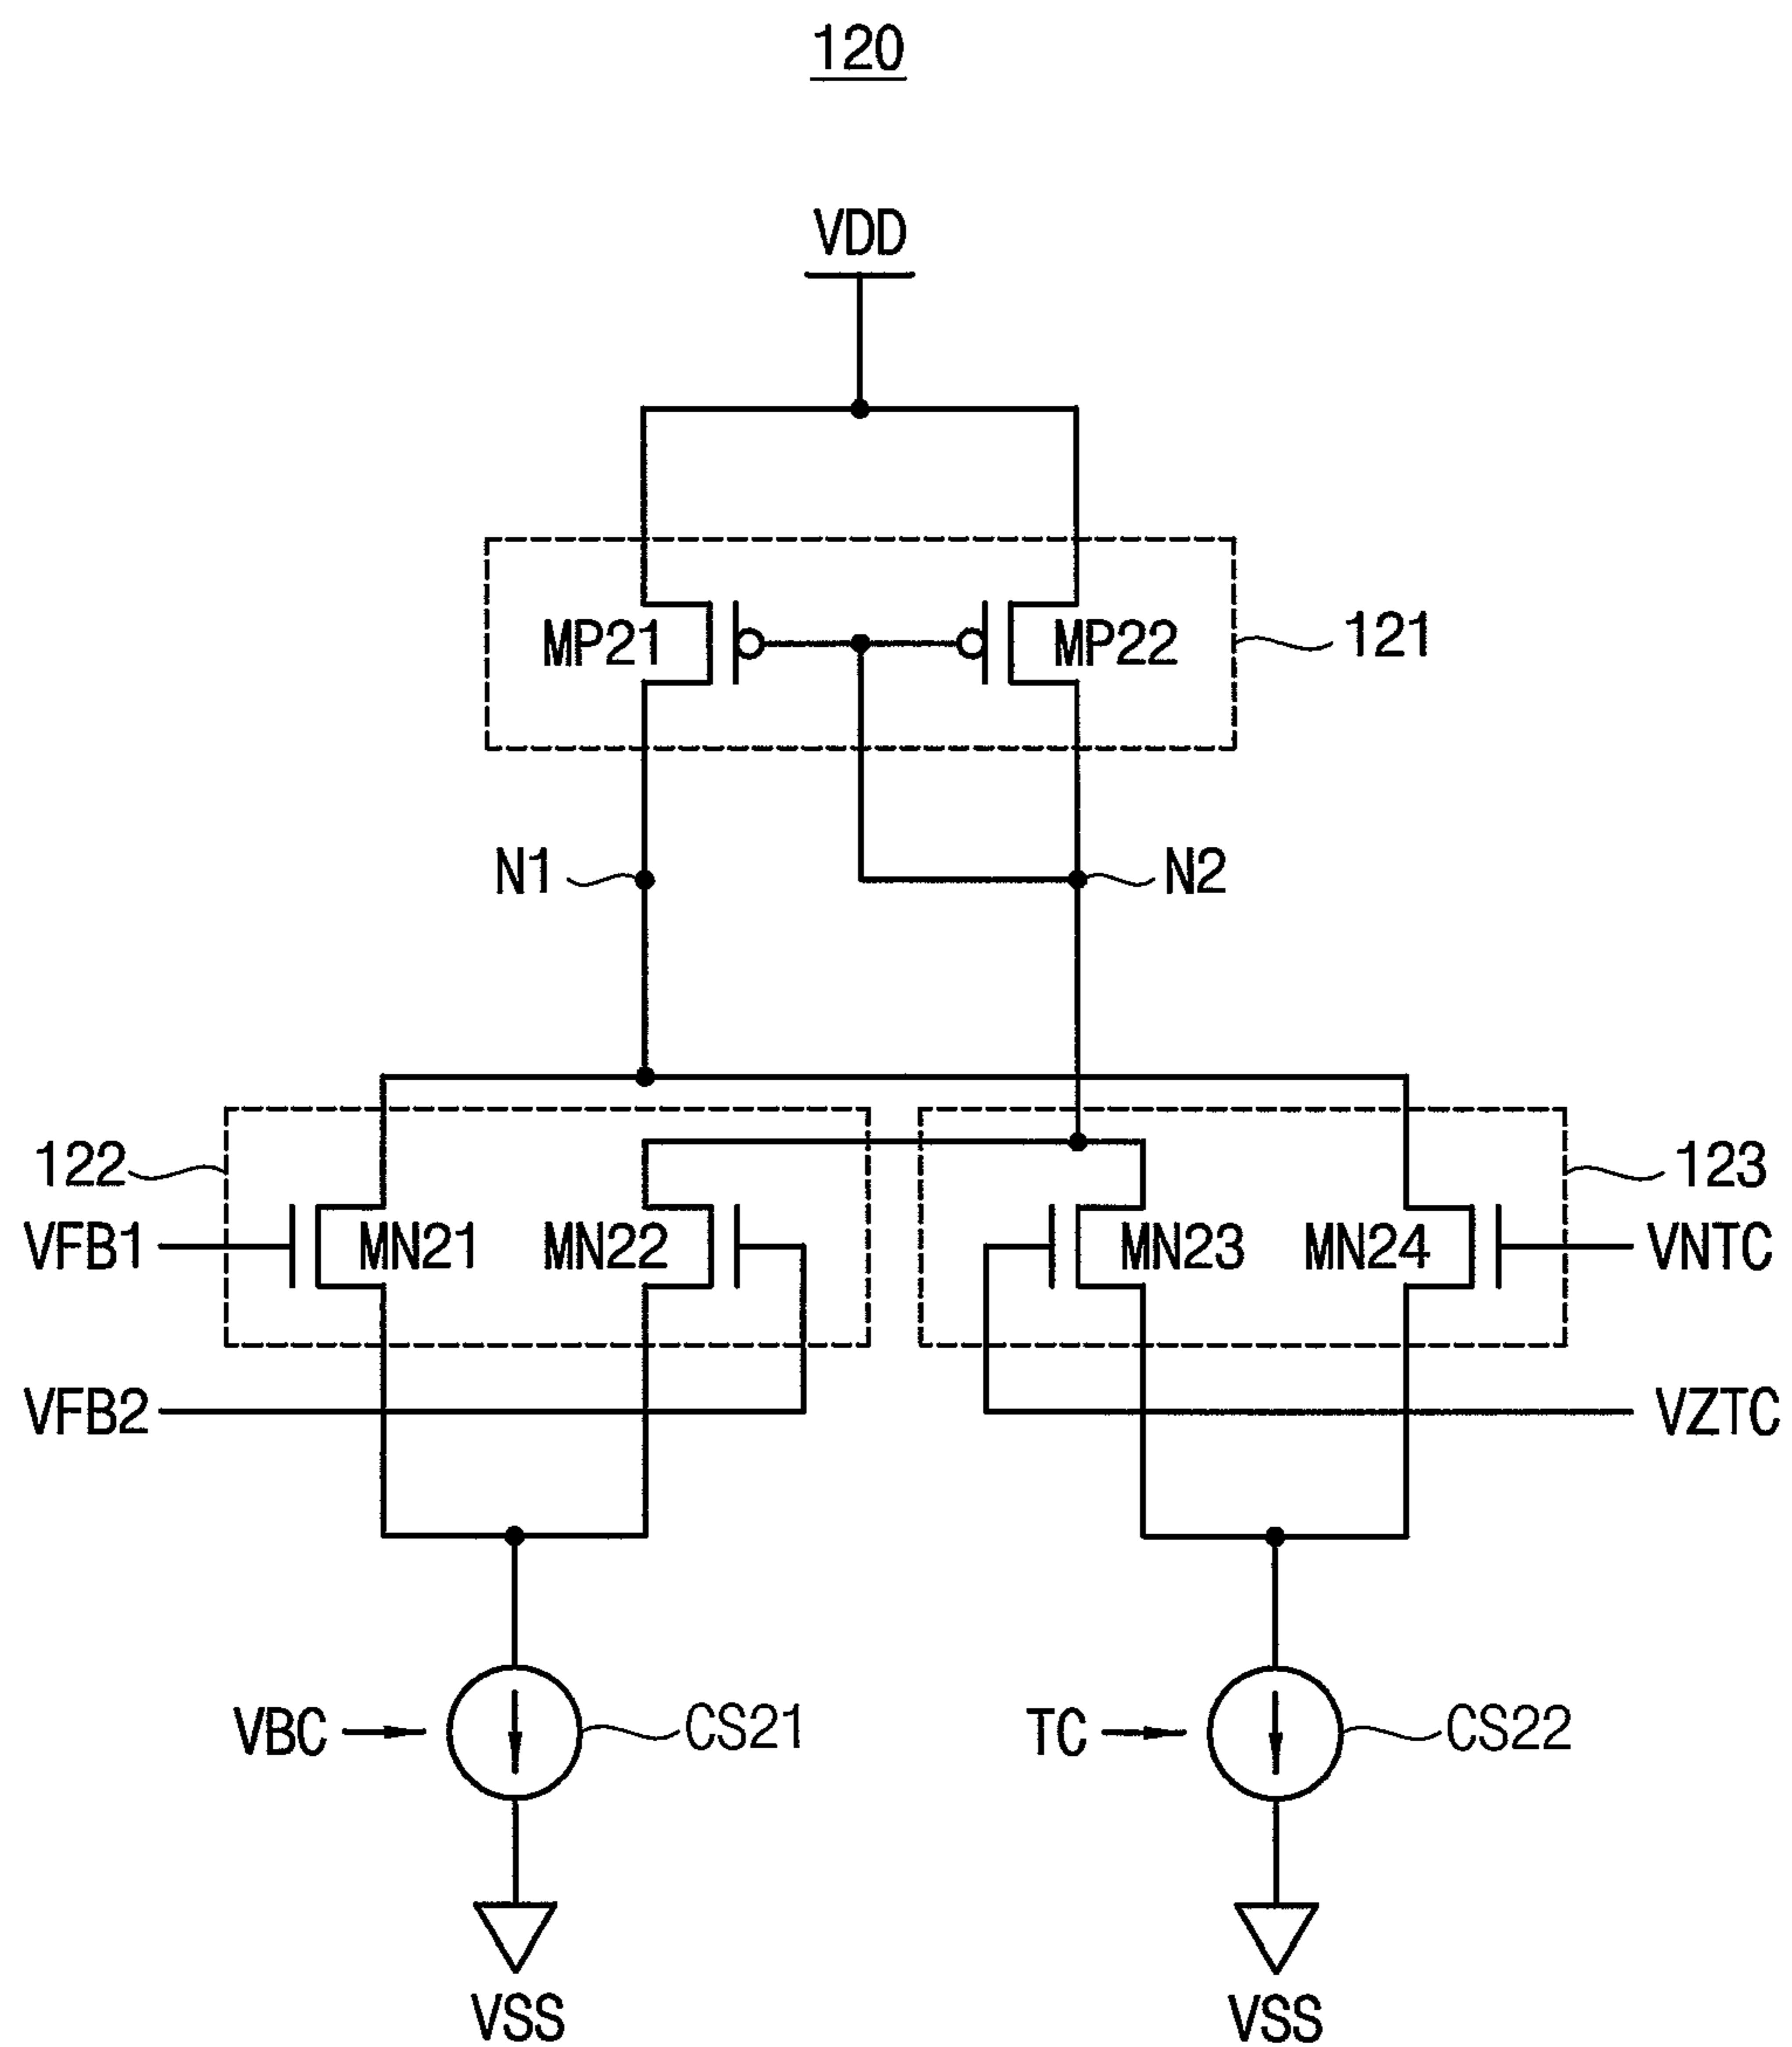 120
VDD
MP21
MP22
121
N1
N2
122
123
VFB1
MN21
MN22
MN23
MN24
VNTC
VFB2
VZTC
VBC
CS21
TC
CS22
VSS
VSS